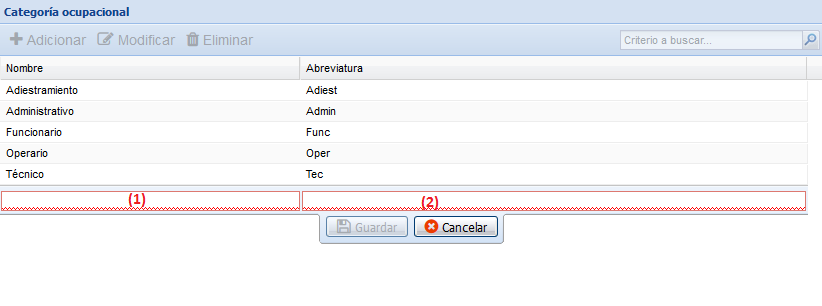 Categoría ocupacional
Adicionar Modificar Eliminar Criterio a buscar...
Nombre Abreviatura
Adiestramiento Adiest
Administrativo Admin
Funcionario Func
Operario Oper
Técnico Tec
(1) (2)
Guardar Cancelar